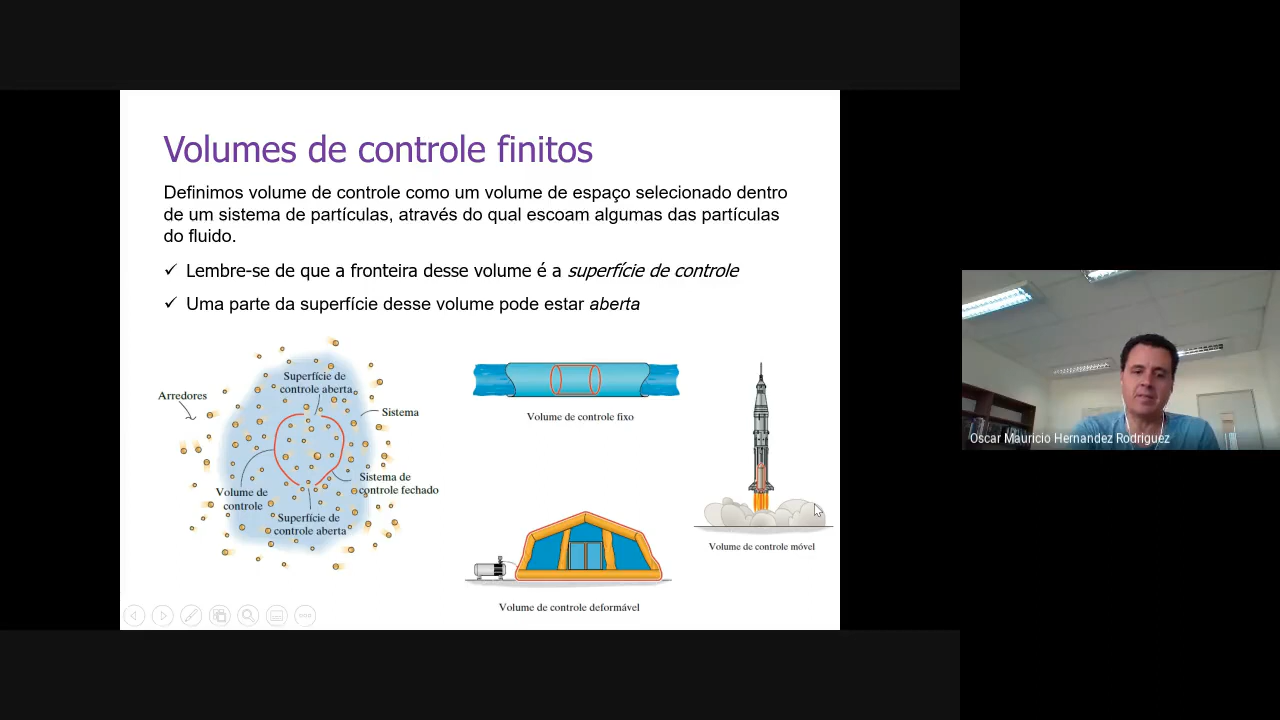 Volumes de controle finitos
Definimos volume de controle como um volume de espaço selecionado dentro
de um sistema de partículas, através do qual escoam algumas das partículas
do fluido.
✓ Lembre-se de que a fronteira desse volume é a superfície de controle
✓ Uma parte da superfície desse volume pode estar aberta
Arredores
Superfície de
controle aberta
Sistema
Sistema de
controle fechado
Volume de
controle
Superfície de
controle aberta
Volume de controle fixo
Volume de controle deformável
Volume de controle móvel
Oscar Mauricio Hernandez Rodriguez